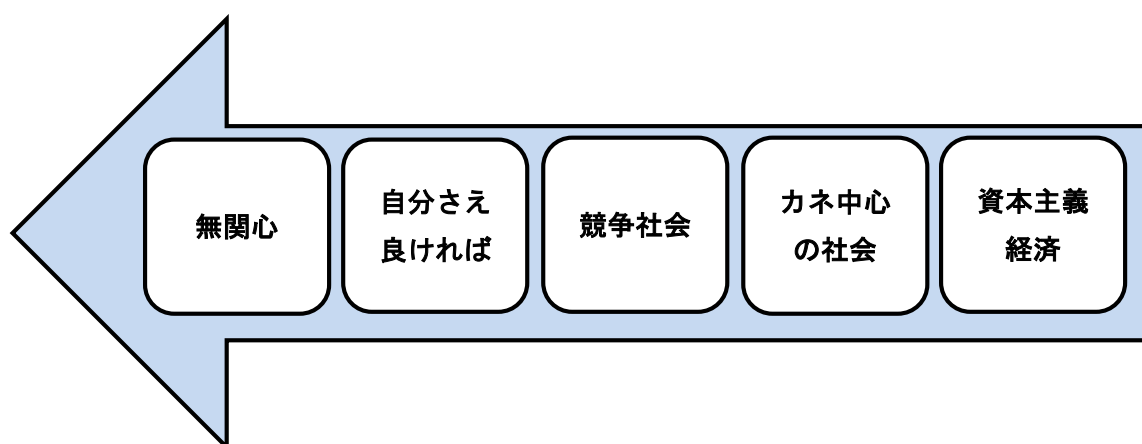 無関心
自分さえ
良ければ
競争社会
カネ中心
の社会
資本主義
経済